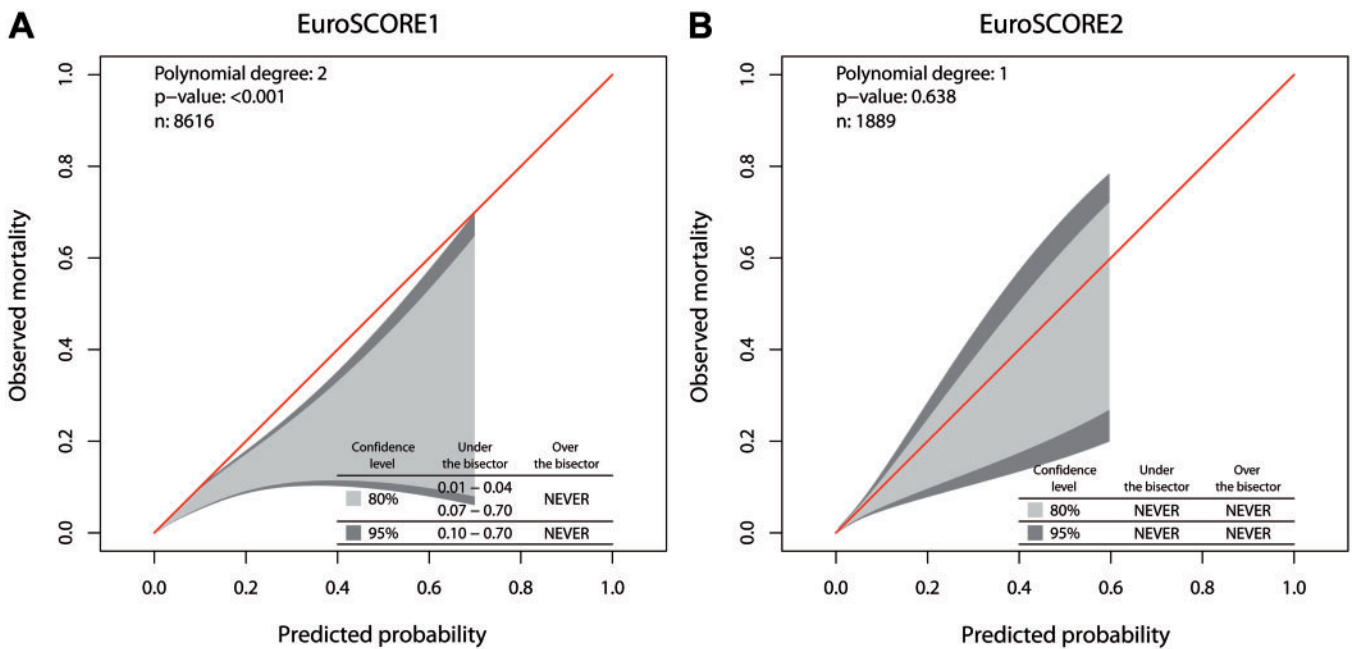 A
EuroSCORE1
Polynomial degree: 2
p−value: <0.001
n: 8616
Observed mortality
1.0
0.8
0.6
0.4
0.2
0.0
Confidence level
Under the bisector
Over the bisector
80%
0.01 − 0.04
0.07 − 0.70
NEVER
95%
0.10 − 0.70
NEVER
0.0 0.2 0.4 0.6 0.8 1.0
Predicted probability
B
EuroSCORE2
Polynomial degree: 1
p−value: 0.638
n: 1889
Observed mortality
1.0
0.8
0.6
0.4
0.2
0.0
Confidence level
Under the bisector
Over the bisector
80% NEVER NEVER
95% NEVER NEVER
0.0 0.2 0.4 0.6 0.8 1.0
Predicted probability